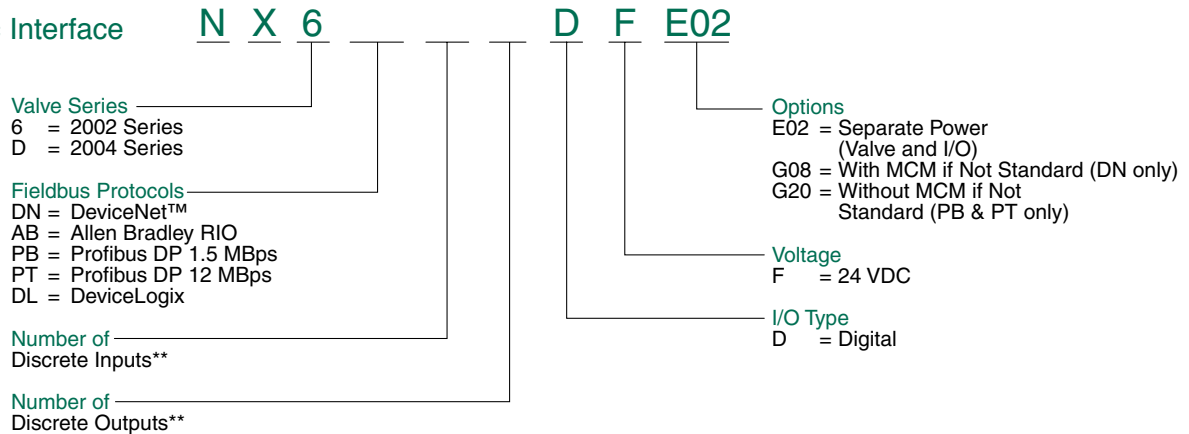 Interface N X 6 D F E02
Valve Series
6 = 2002 Series
D = 2004 Series
Fieldbus Protocols
DN = DeviceNet™
AB = Allen Bradley RIO
PB = Profibus DP 1.5 MBps
PT = Profibus DP 12 MBps
DL = DeviceLogix
Number of
Discrete Inputs**
Number of
Discrete Outputs**
Options
E02 = Separate Power
(Valve and I/O)
G08 = With MCM if Not Standard (DN only)
G20 = Without MCM if Not
Standard (PB & PT only)
Voltage
F = 24 VDC
I/O Type
D = Digital